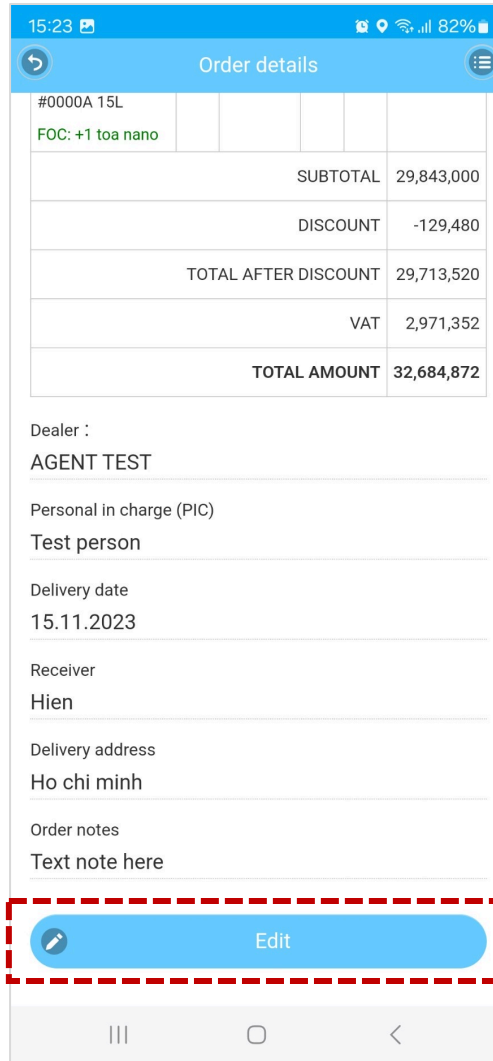 15:23 82%
Order details
#0000A 15L
FOC: +1 toa nano
SUBTOTAL 29,843,000
DISCOUNT -129,480
TOTAL AFTER DISCOUNT 29,713,520
VAT 2,971,352
TOTAL AMOUNT 32,684,872
Dealer :
AGENT TEST
Personal in charge (PIC)
Test person
Delivery date
15.11.2023
Receiver
Hien
Delivery address
Ho chi minh
Order notes
Text note here
Edit